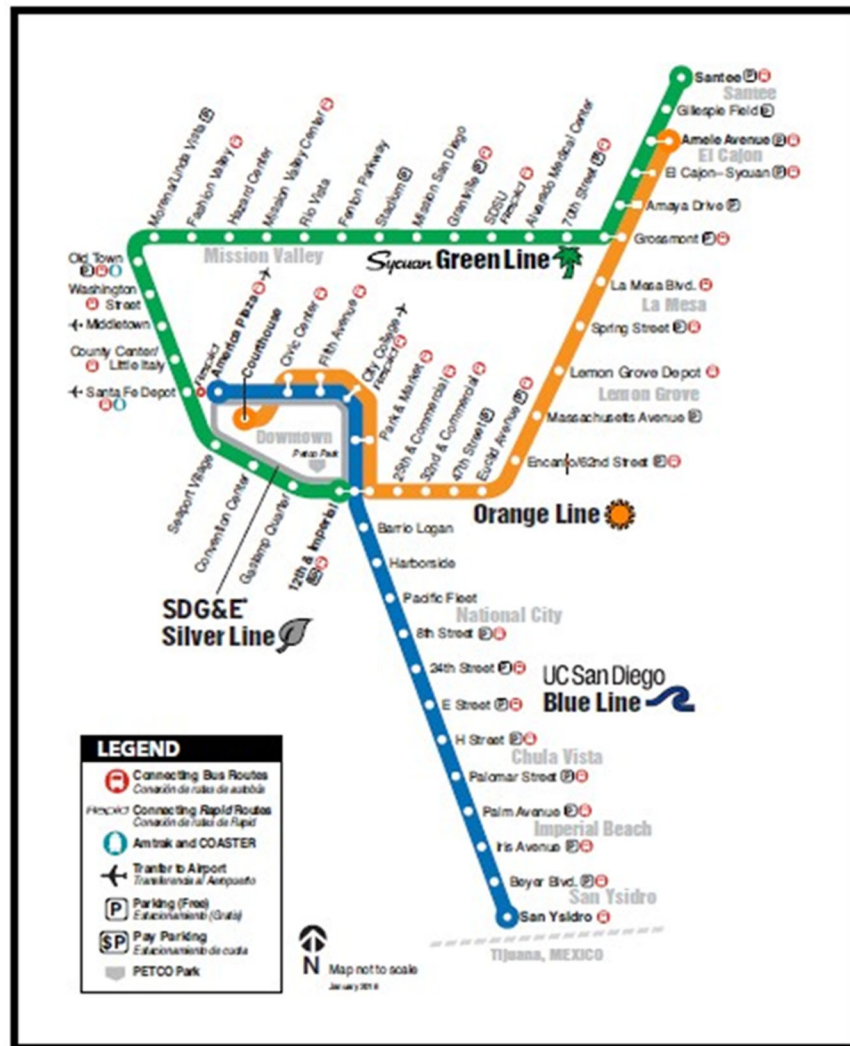 Santee P
Santee
Gillespie Field P
Arnele Avenue P
El Cajon
El Cajon–Sycuan P
Amaya Drive P
Grossmont P
Morena/Linda Vista P
Fashion Valley
Hazard Center
Mission Valley Center
Rio Vista
Fenton Parkway
Stadium P
Mission San Diego
Grantville P
SDSU
Rapid
Alvarado Medical Center
70th Street P
Mission Valley
Sycuan Green Line
Old Town
P
Washington
Street
Middletown
County Center/
Little Italy
Santa Fe Depot
Rapid
America Plaza
Courthouse
Civic Center
Fifth Avenue
City College
Rapid
Park & Market
25th & Commercial
32nd & Commercial
47th Street P
Euclid Avenue P
La Mesa Blvd.
La Mesa
Spring Street P
Lemon Grove Depot
Lemon Grove
Massachusetts Avenue P
Encanto/62nd Street P
Orange Line
Downtown
Petco Park
Seaport Village
Convention Center
Gaslamp Quarter
12th & Imperial
SDG&E
Silver Line
Barrio Logan
Harborside
Pacific Fleet
National City
8th Street P
24th Street P
E Street P
H Street P
Chula Vista
Palomar Street P
Palm Avenue P
Imperial Beach
Iris Avenue P
Beyer Blvd. P
San Ysidro
San Ysidro
Tijuana, MEXICO
UC San Diego
Blue Line
LEGEND
Connecting Bus Routes
Conexión de rutas de autobús
Rapid Connecting Rapid Routes
Conexión de rutas de Rapid
Amtrak and COASTER
Tranfer to Airport
Transferencia al Aeropuerto
P Parking (Free)
Estacionamiento (Gratis)
$P Pay Parking
Estacionamiento de cuota
PETCO Park
N
Map not to scale